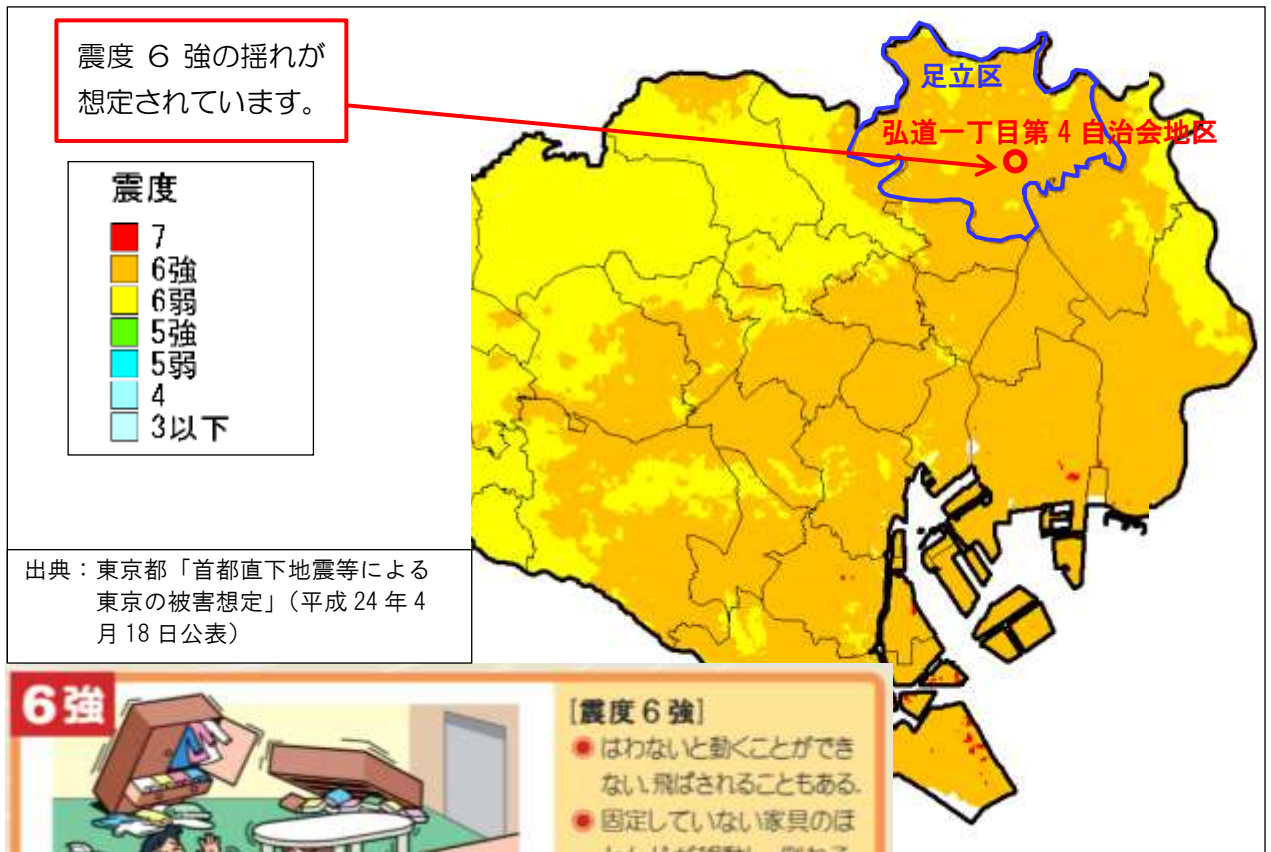 震度 6 強の揺れが
想定されています。
足立区
弘道一丁目第 4 自治会地区
震度
7
6強
6弱
5強
5弱
4
3以下
出典：東京都「首都直下地震等による
東京の被害想定」（平成 24 年 4
月 18 日公表）
6強
[震度6強]
● はわないと動くことができ
ない、飛ばされることもある。
● 固定していない家具のほ